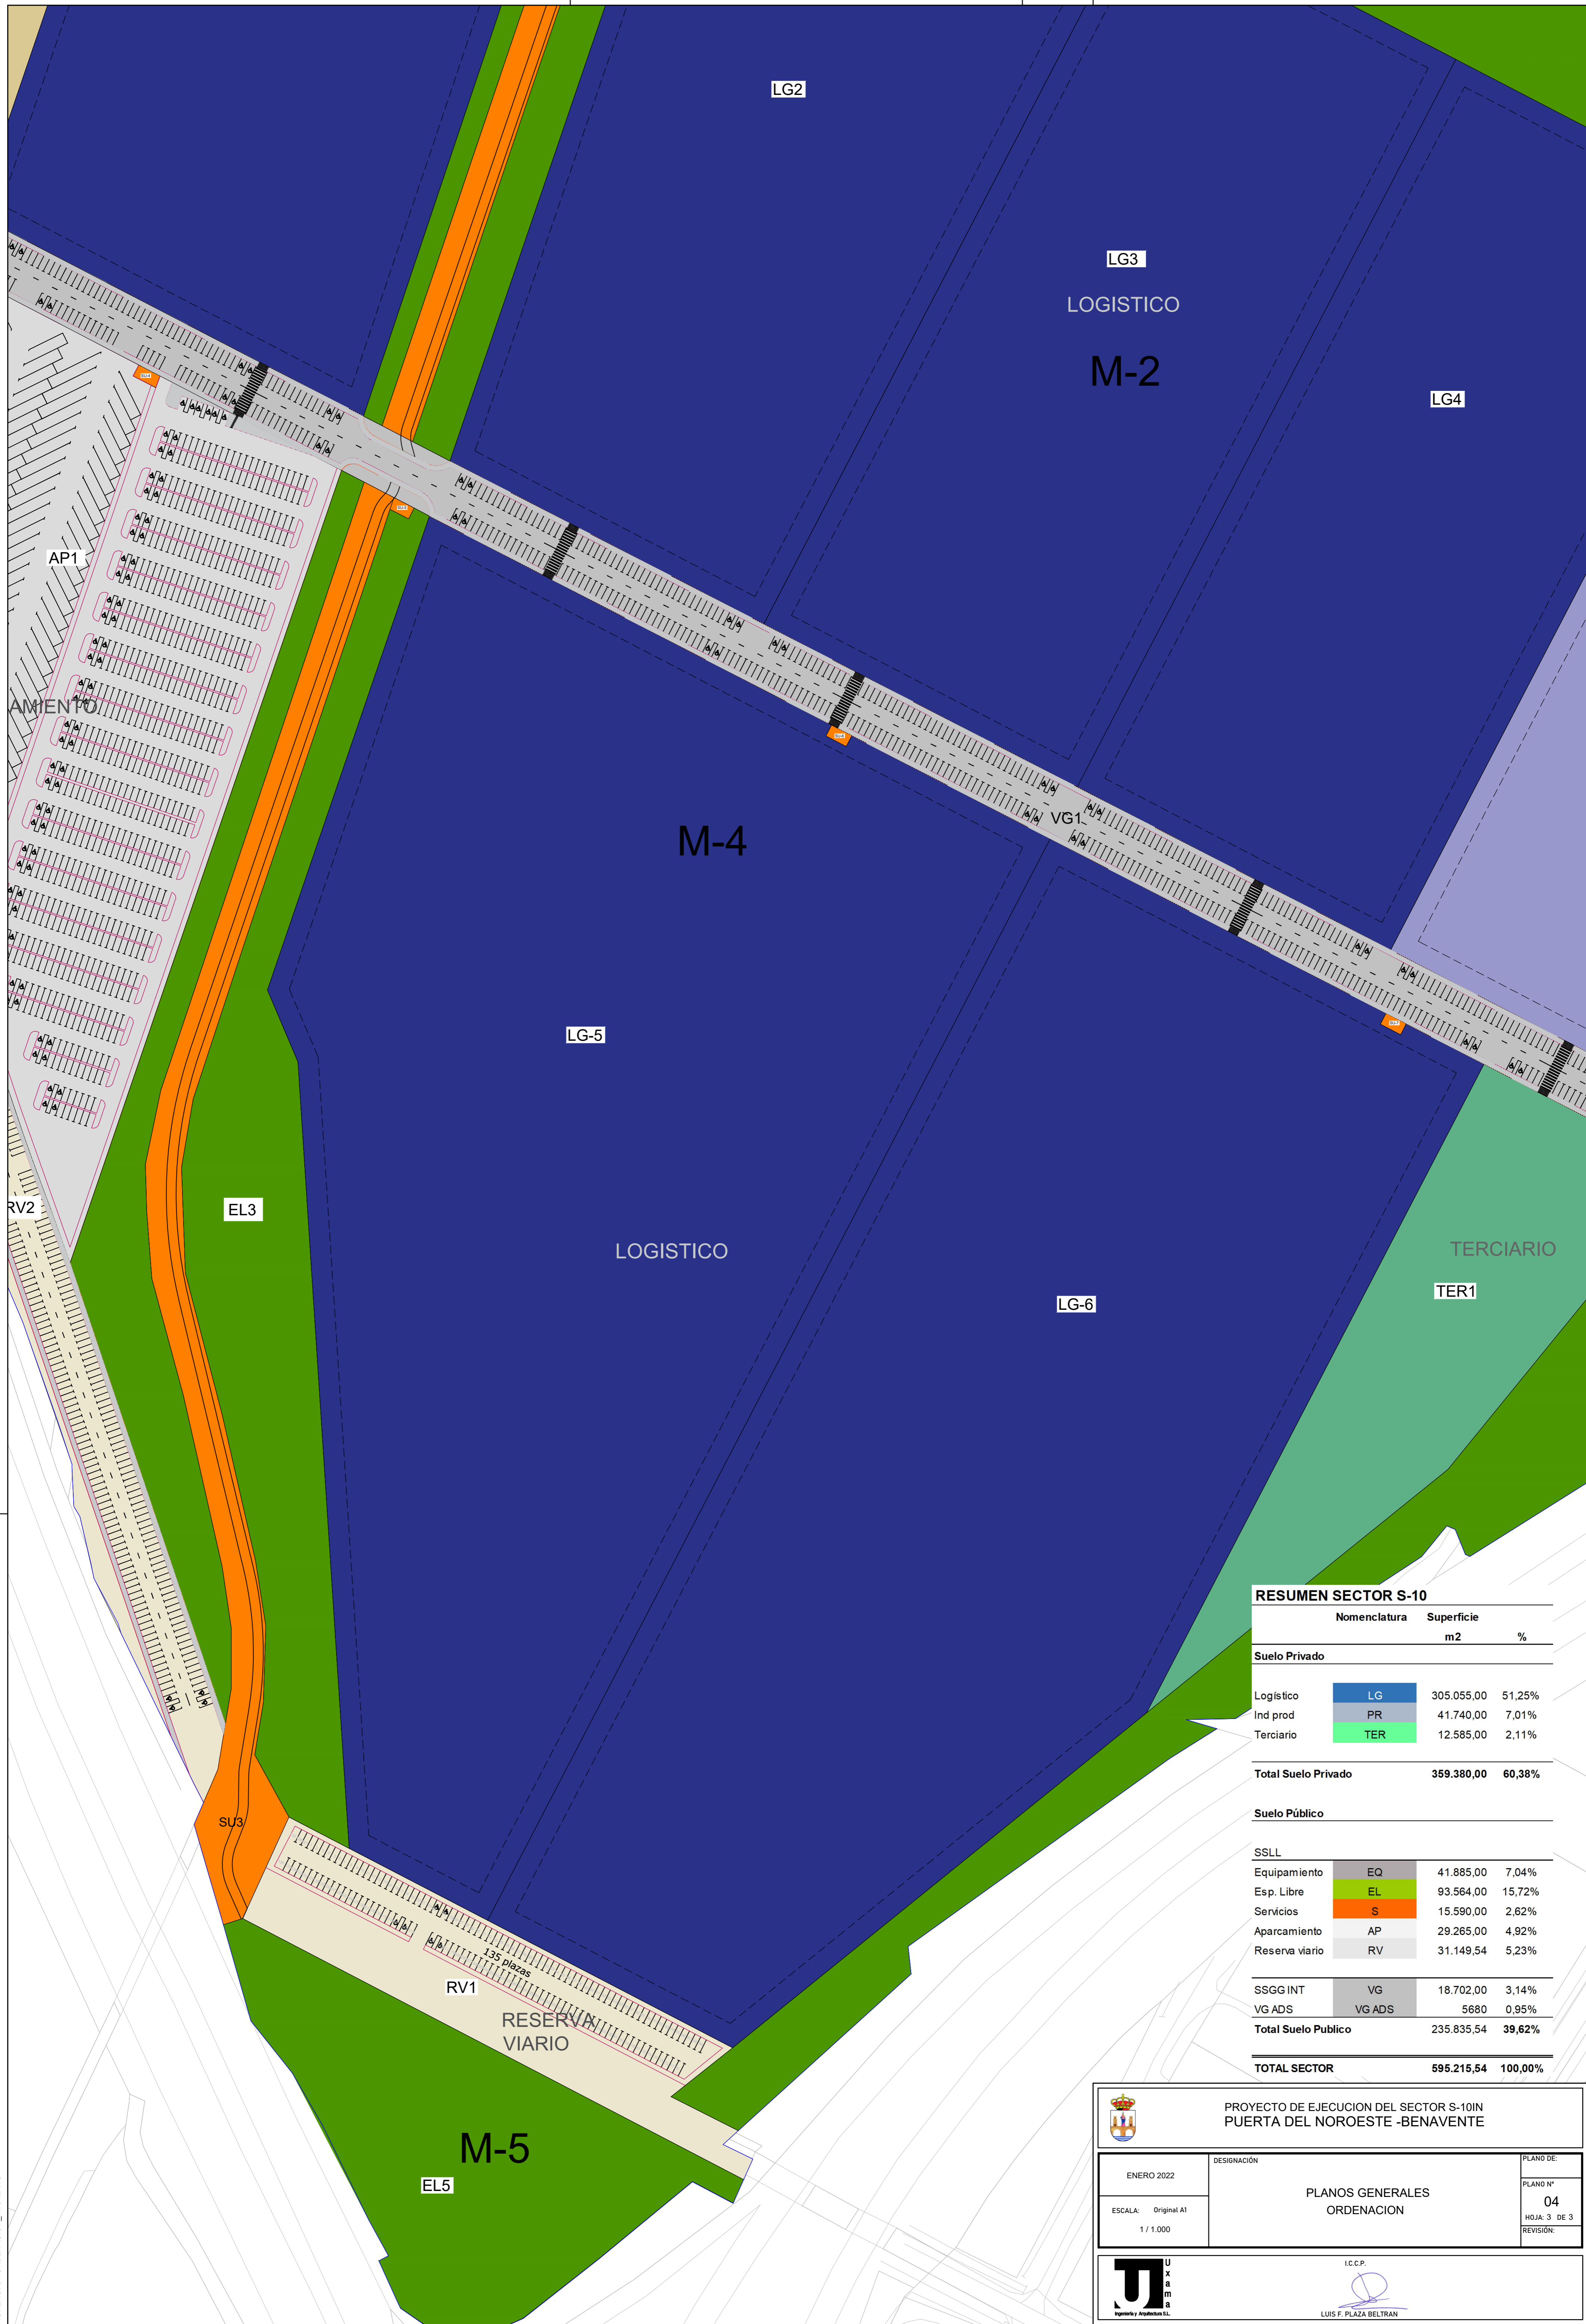 LG2
LG3
LOGISTICO
M-2
LG4
AP1
AMIENTO
VG1
M-4
LG-5
RV2
EL3
LOGISTICO
LG-6
TERCIARIO
TER1
SU3
135 plazas
RV1
RESERVA
VIARIO
M-5
EL5
RESUMEN SECTOR S-10
Nomenclatura Superficie
m2 %
Suelo Privado
Logístico LG 305.055,00 51,25%
Ind prod PR 41.740,00 7,01%
Terciario TER 12.585,00 2,11%
Total Suelo Privado 359.380,00 60,38%
Suelo Público
SSLL
Equipamiento EQ 41.885,00 7,04%
Esp. Libre EL 93.564,00 15,72%
Servicios S 15.590,00 2,62%
Aparcamiento AP 29.265,00 4,92%
Reserva viario RV 31.149,54 5,23%
SSGG INT VG 18.702,00 3,14%
VG ADS VG ADS 5680 0,95%
Total Suelo Publico 235.835,54 39,62%
TOTAL SECTOR 595.215,54 100,00%
PROYECTO DE EJECUCION DEL SECTOR S-10IN
PUERTA DEL NOROESTE -BENAVENTE
ENERO 2022
ESCALA: Original A1
1 / 1.000
DESIGNACIÓN
PLANOS GENERALES
ORDENACION
PLANO DE:
PLANO Nº
04
HOJA: 3 DE 3
REVISIÓN:
Uxama
Ingeniería y Arquitectura S.L.
I.C.C.P.
LUIS F. PLAZA BELTRAN